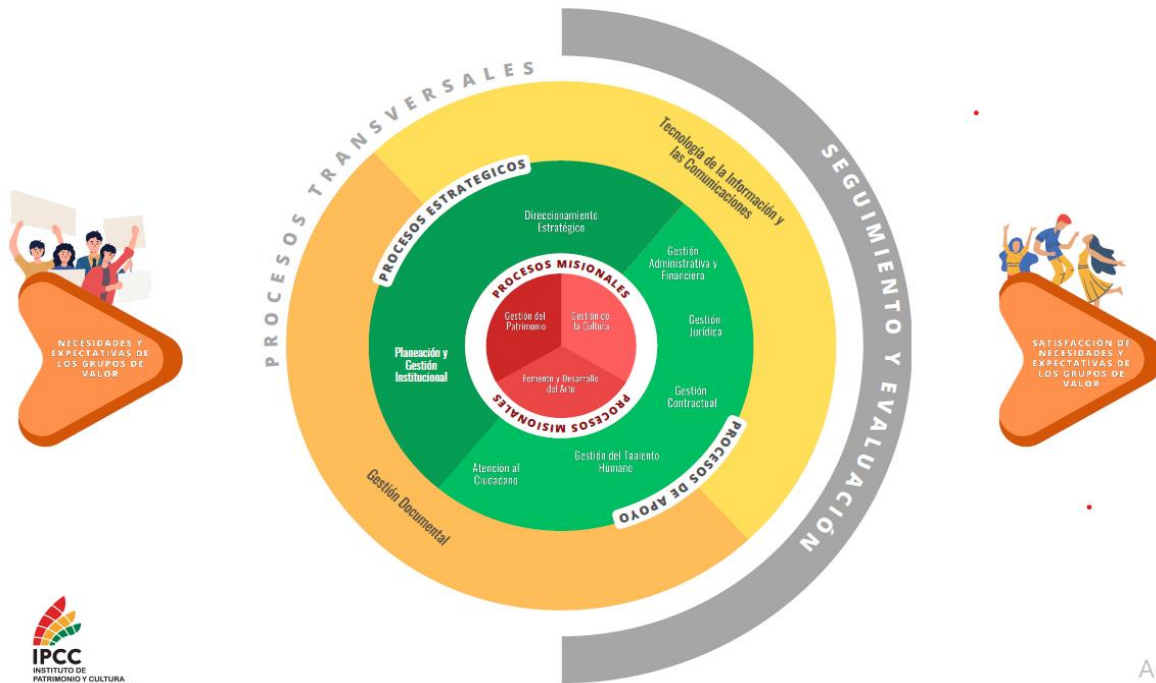 PROCESOS TRANSVERSALES
SEGUIMIENTO Y EVALUACIÓN
Tecnología de la Información y
las Comunicaciones
Gestión Documental
PROCESOS ESTRATEGICOS
Direccionamiento
Estratégico
Planeación y
Gestión
Institucional
PROCESOS DE APOYO
Gestión
Administrativa y
Financiera
Gestión
Jurídica
Gestión
Contractual
Gestión del Taalento
Humano
Atención al
Ciudadano
PROCESOS MISIONALES
Gestión del
Patrimonio
Gestión de
la Cultura
Fomento y Desarrollo
del Arte
PROCESOS MISIONALES
NECESIDADES Y
EXPECTATIVAS DE
LOS GRUPOS DE
VALOR
SATISFACCIÓN DE
NECESIDADES Y
EXPECTATIVAS DE
LOS GRUPOS DE
VALOR
IPCC
INSTITUTO DE
PATRIMONIO Y CULTURA
A